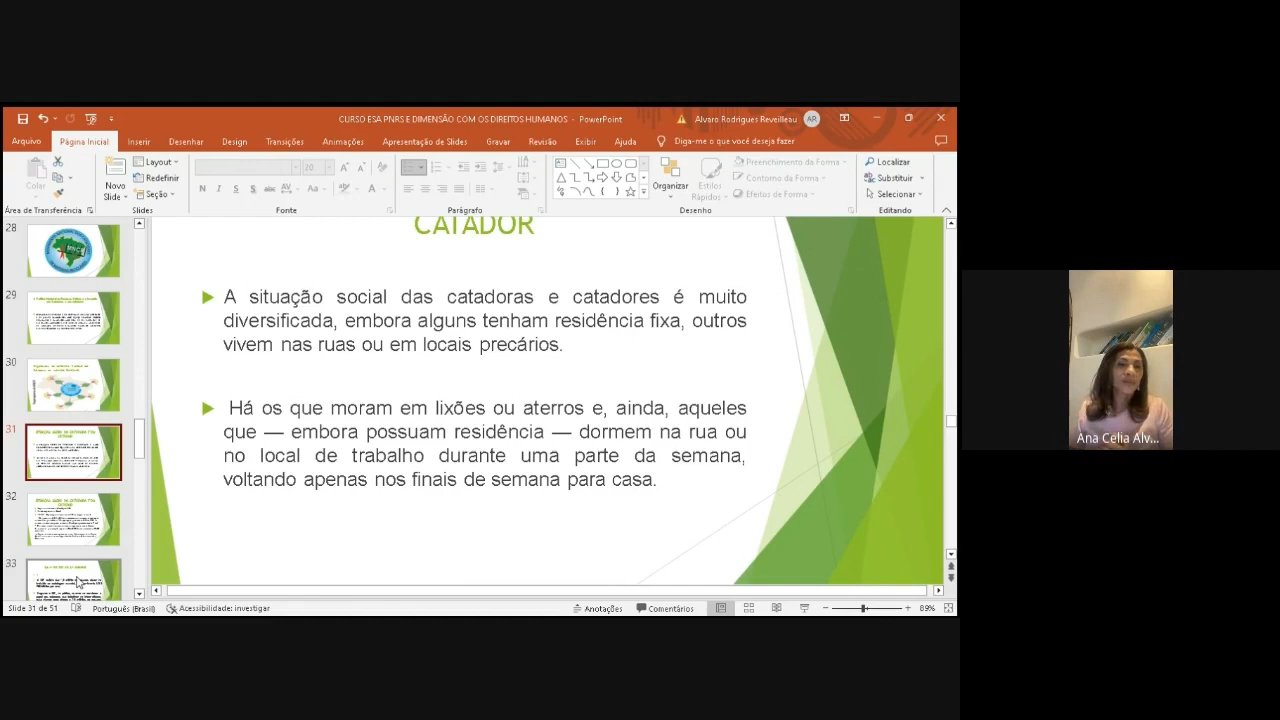 CURSO ESA PNRS E DIMENSÃO COM OS DIREITOS HUMANOS - PowerPoint
Alvaro Rodrigues Reveilleau
AR
Arquivo
Página Inicial
Inserir
Desenhar
Design
Transições
Animações
Apresentação de Slides
Gravar
Revisão
Exibir
Ajuda
Diga-me o que você deseja fazer
Colar
Novo
Slide
Layout
Redefinir
Seção
20
N
I
S
S
abc
AV
Aa
A
Organizar
Estilos
Rápidos
Preenchimento da Forma
Contorno da Forma
Efeitos de Forma
Localizar
Substituir
Selecionar
Área de Transferência
Slides
Fonte
Parágrafo
Desenho
Editando
28
29
30
31
32
33
CATADOR
A situação social das catadoras e catadores é muito
diversificada, embora alguns tenham residência fixa, outros
vivem nas ruas ou em locais precários.
Há os que moram em lixões ou aterros e, ainda, aqueles
que — embora possuam residência — dormem na rua ou
no local de trabalho durante uma parte da semana,
voltando apenas nos finais de semana para casa.
Slide 31 de 51
Português (Brasil)
Acessibilidade: investigar
Anotações
Comentários
89%
Ana Celia Alv...